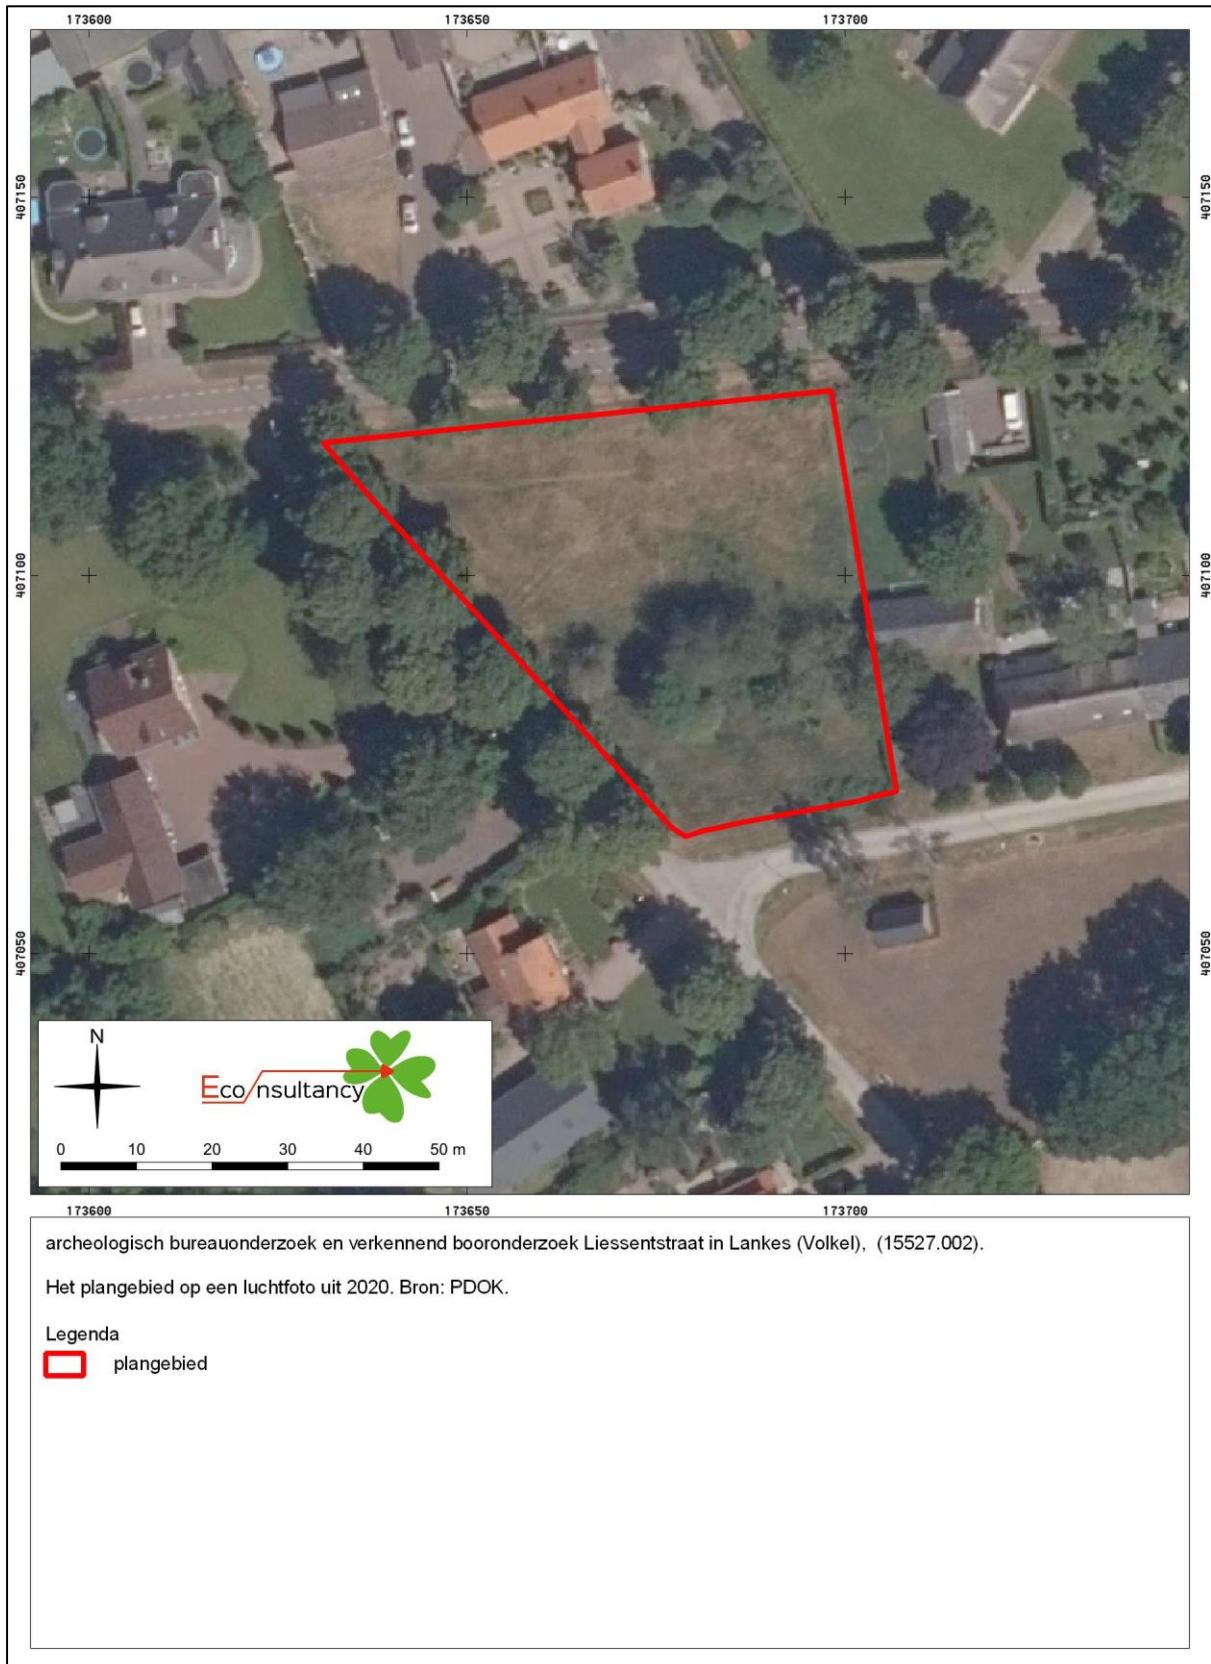 173600 173650 173700
407150 407150
407100 407100
407050 407050
N
Eco/nsultancy
0 10 20 30 40 50 m
173600 173650 173700
archeologisch bureauonderzoek en verkennend booronderzoek Liessentstraat in Lankes (Volkel), (15527.002).
Het plangebied op een luchtfoto uit 2020. Bron: PDOK.
Legenda
plangebied